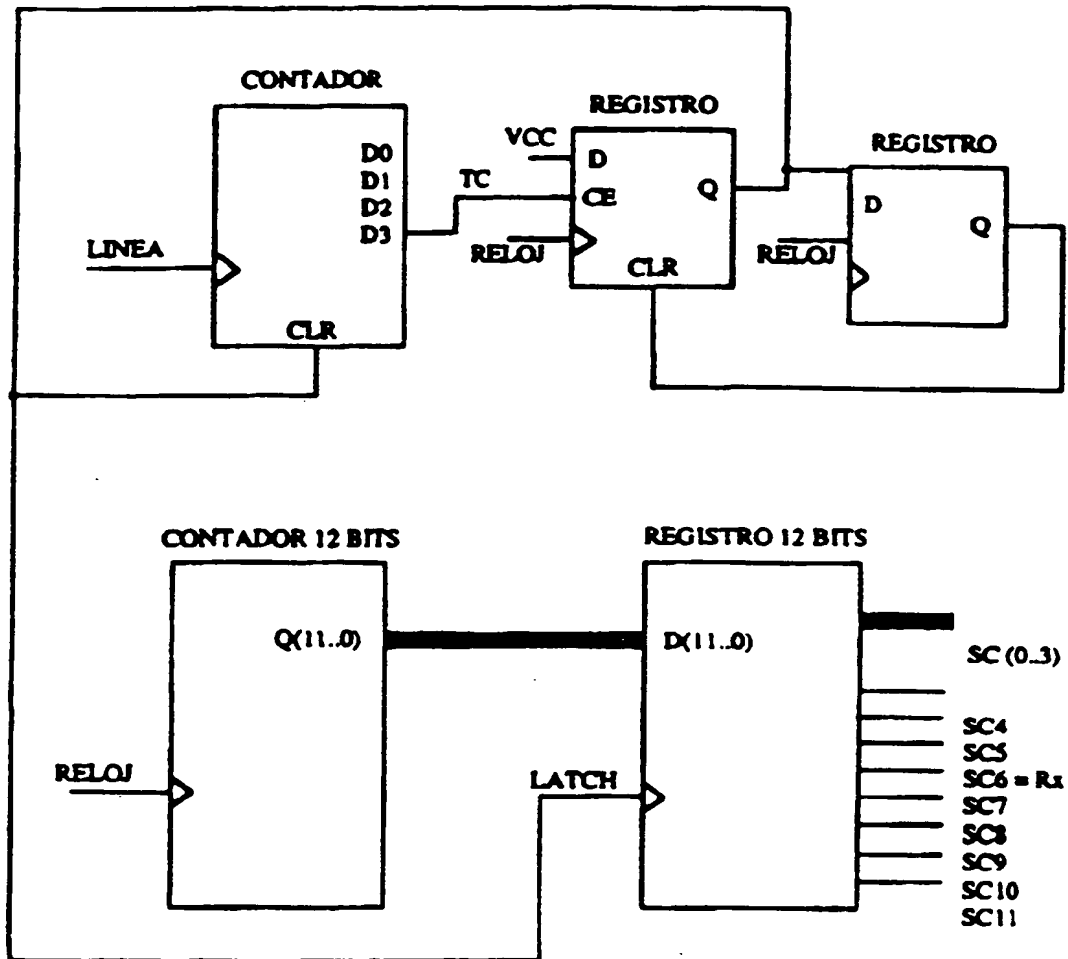 CONTADOR
D0
D1
D2
D3
LINEA
CLR
TC
REGISTRO
VCC
D
CE
Q
RELOJ
CLR
REGISTRO
D
Q
RELOJ
CONTADOR 12 BITS
Q(11..0)
RELOJ
REGISTRO 12 BITS
D(11..0)
LATCH
SC (0..3)
SC4
SC5
SC6 = Rx
SC7
SC8
SC9
SC10
SC11